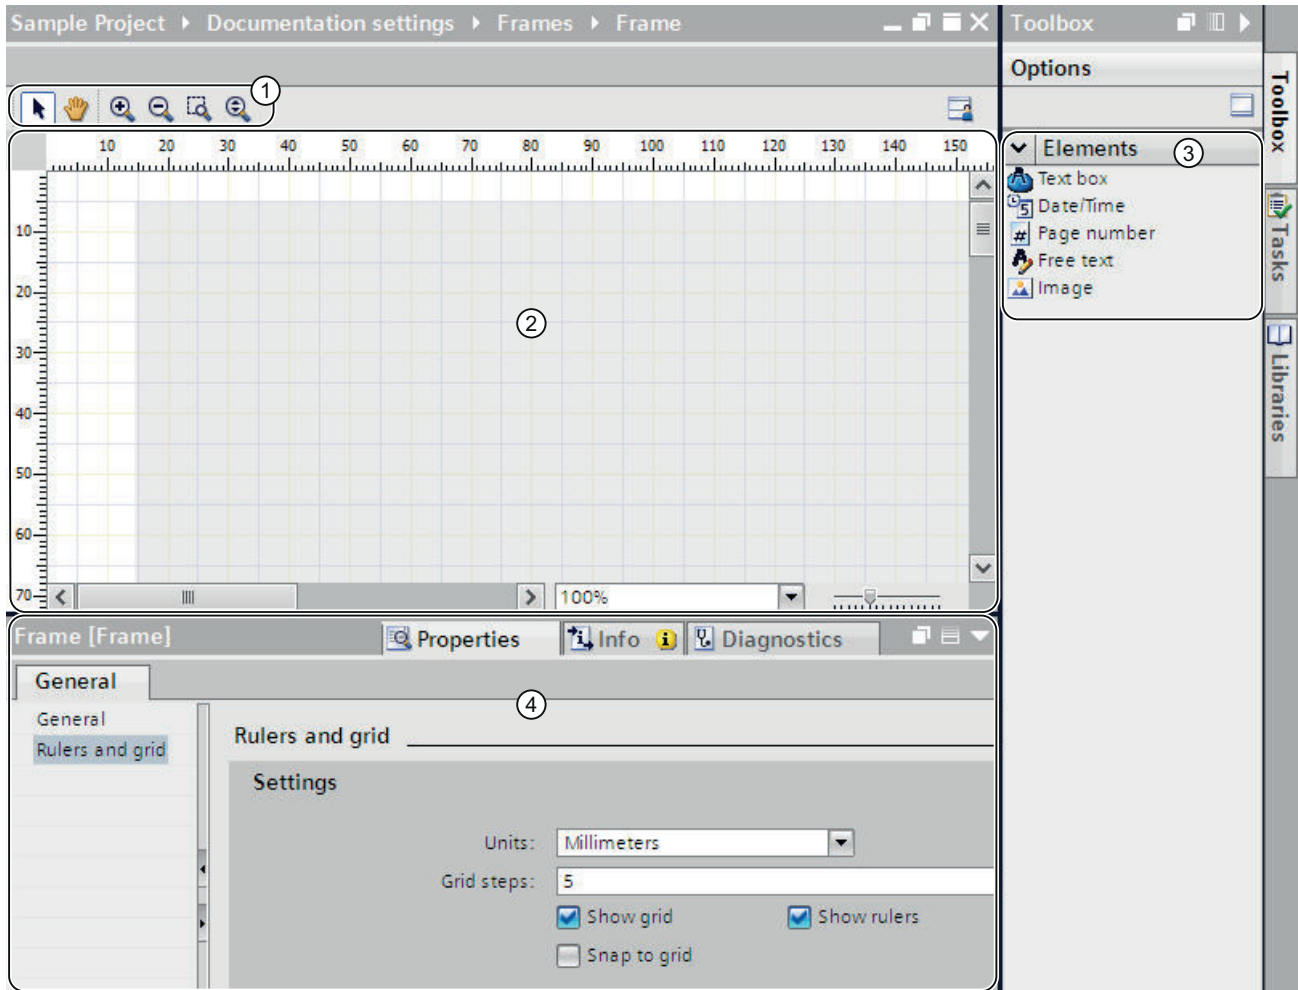 Sample Project ▸ Documentation settings ▸ Frames ▸ Frame
Toolbox
Options
1
10 20 30 40 50 60 70 80 90 100 110 120 130 140 150
10
20
30
40
50
60
70
2
100%
Elements
3
Text box
Date/Time
Page number
Free text
Image
Toolbox
Tasks
Libraries
Frame [Frame]
Properties
Info
Diagnostics
General
4
General
Rulers and grid
Rulers and grid
Settings
Units: Millimeters
Grid steps: 5
Show grid Show rulers
Snap to grid